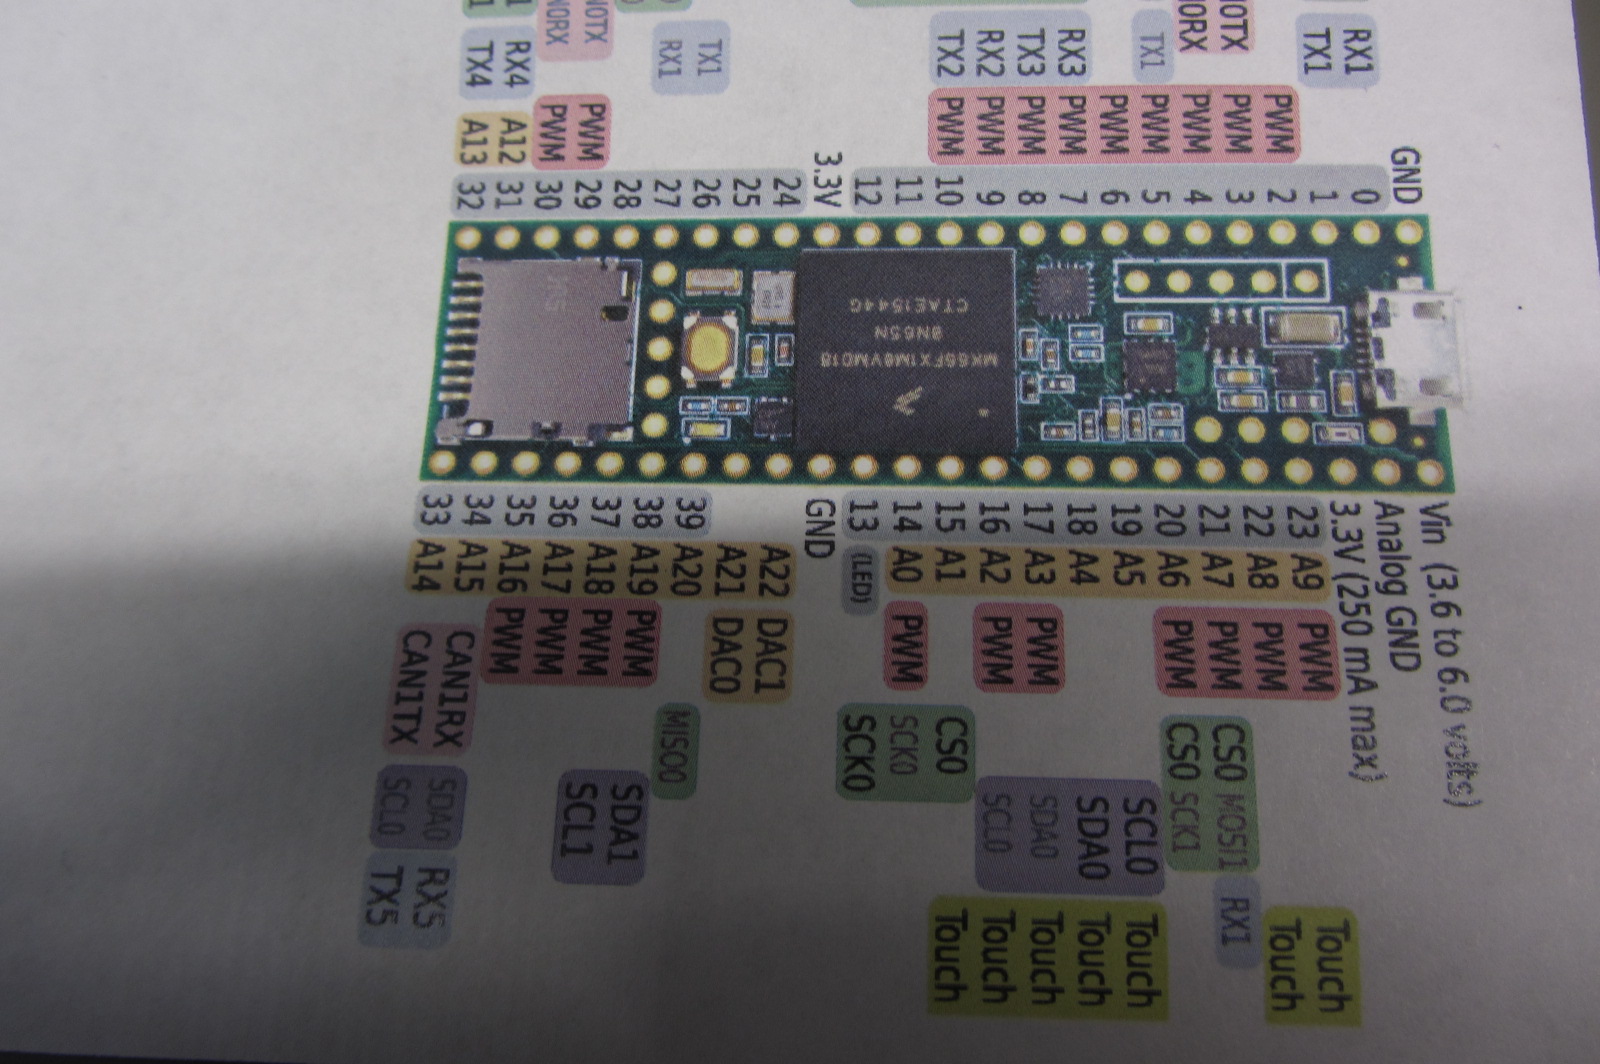 GND Vin (3.6 to 6.0 volts)
RX1 0 Analog GND
TX1 1 3.3V (250 mA max)
PWM 2 23 A9 PWM Touch
PWM 3 22 A8 PWM Touch
PWM 4 21 A7 PWM CS0 MOSI1 RX1
TX1 PWM 5 20 A6 PWM CS0 SCK1
PWM 6 19 A5 SCL0 Touch
RX3 PWM 7 18 A4 SDA0 Touch
TX3 PWM 8 17 A3 PWM SDA0 Touch
RX2 PWM 9 16 A2 PWM SCL0 Touch
TX2 PWM 10 15 A1 CS0 Touch
11 14 A0 PWM SCK0
12 13 (LED) SCK0
3.3V GND
24 A22 DAC1
25 A21 DAC0
TX1 26 39 A20 MISO0
RX1 27 38 A19 PWM SDA1
28 37 A18 PWM SCL1
PWM 29 36 A17 PWM
PWM 30 35 A16 PWM
RX4 A12 31 34 A15 CAN1RX SDA0 RX5
TX4 A13 32 33 A14 CAN1TX SCL0 TX5
CTAE1544G